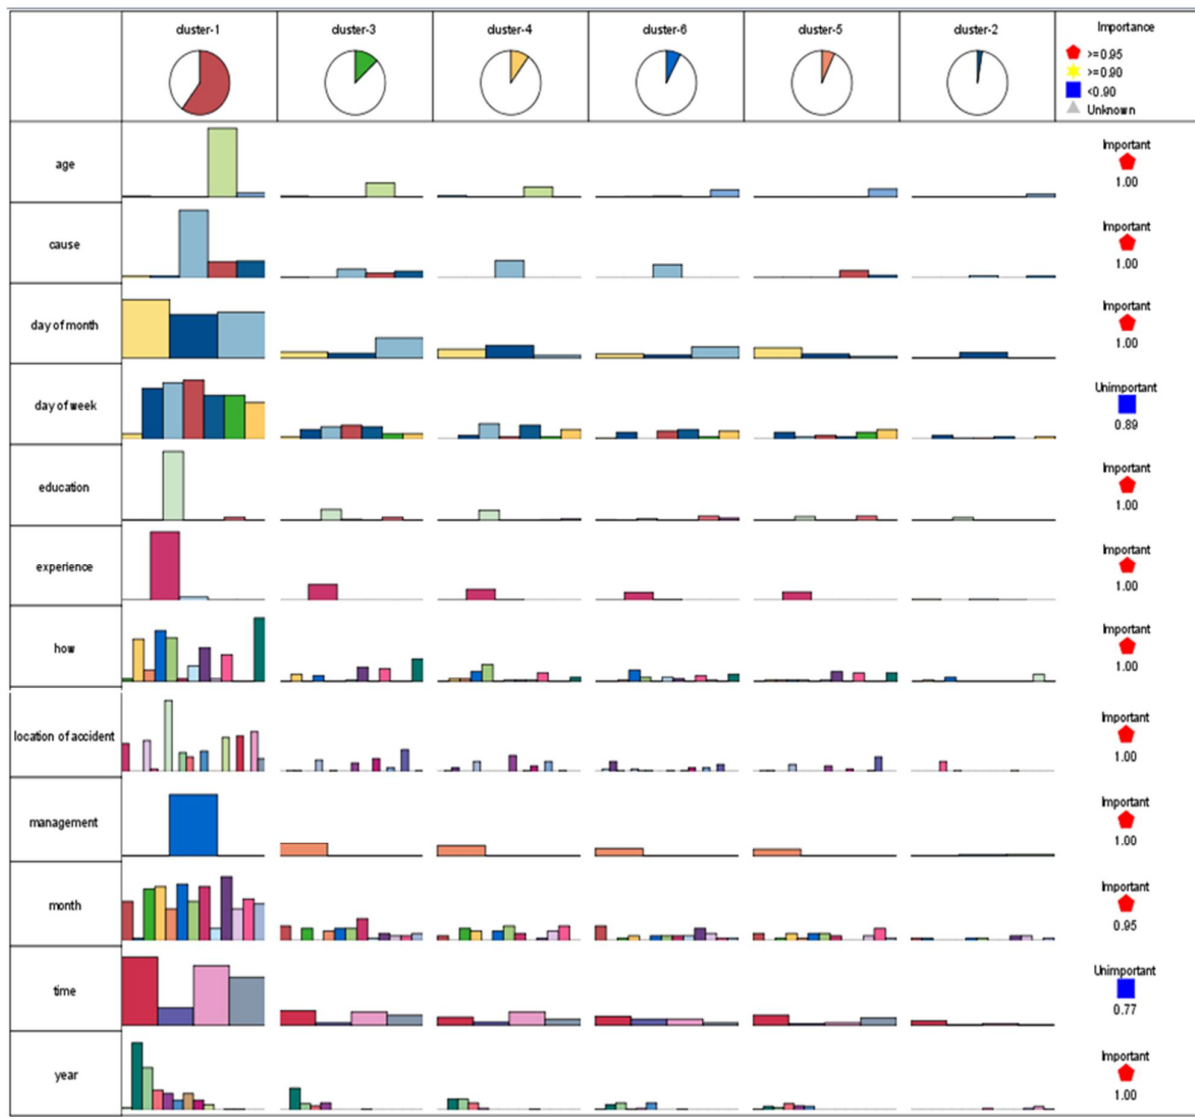 cluster-1 cluster-3 cluster-4 cluster-6 cluster-5 cluster-2 Importance
>=0.95
>=0.90
<0.90
Unknown
age Important
1.00
cause Important
1.00
day of month Important
1.00
day of week Unimportant
0.89
education Important
1.00
experience Important
1.00
how Important
1.00
location of accident Important
1.00
management Important
1.00
month Important
0.95
time Unimportant
0.77
year Important
1.00